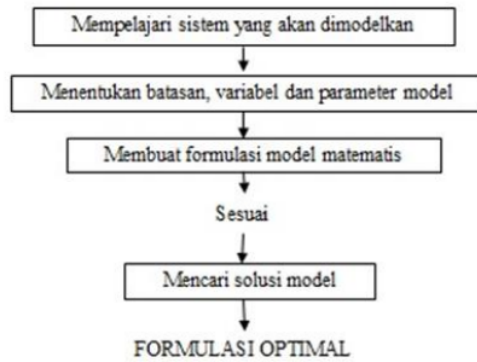 Mempelajari sistem yang akan dimodelkan
Menentukan batasan, variabel dan parameter model
Membuat formulasi model matematis
Sesuai
Mencari solusi model
FORMULASI OPTIMAL